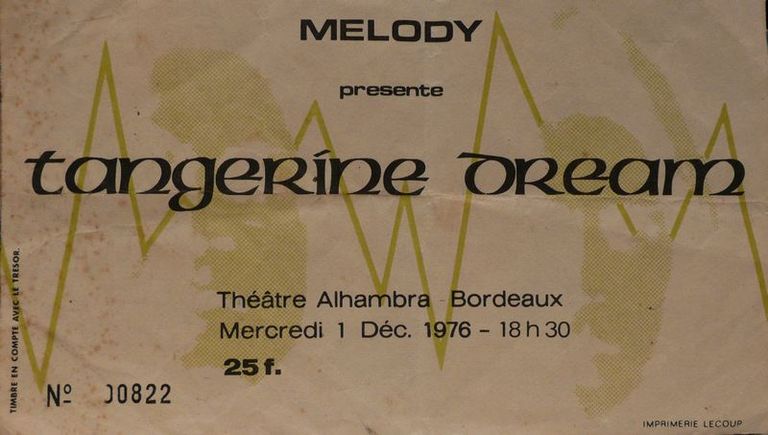 MELODY
presente
tangerine dream
Théâtre Alhambra Bordeaux
Mercredi 1 Déc. 1976 - 18 h 30
25 f.
TIMBRE EN COMPTE AVEC LE TRESOR.
Nº 00822
IMPRIMERIE LECOUP